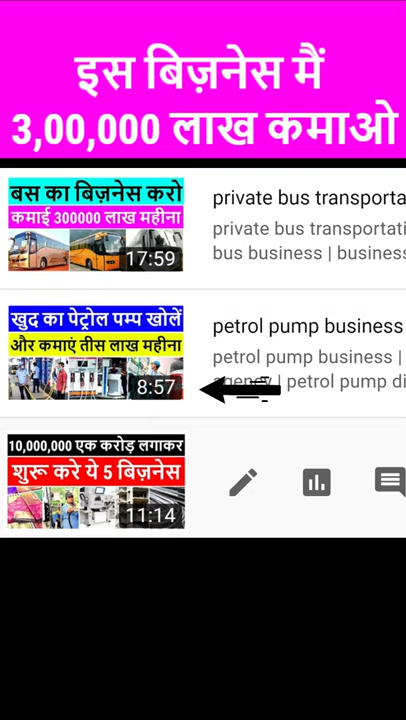 इस बिज़नेस मैं
3,00,000 लाख कमाओ
बस का बिज़नेस करो
कमाई 300000 लाख महीना
17:59
private bus transporta
private bus transportati
bus business | business
खुद का पेट्रोल पम्प खोलें
और कमाएं तीस लाख महीना
8:57
petrol pump business
petrol pump business |
agency | petrol pump di
10,000,000 एक करोड़ लगाकर
शुरू करे ये 5 बिज़नेस
11:14